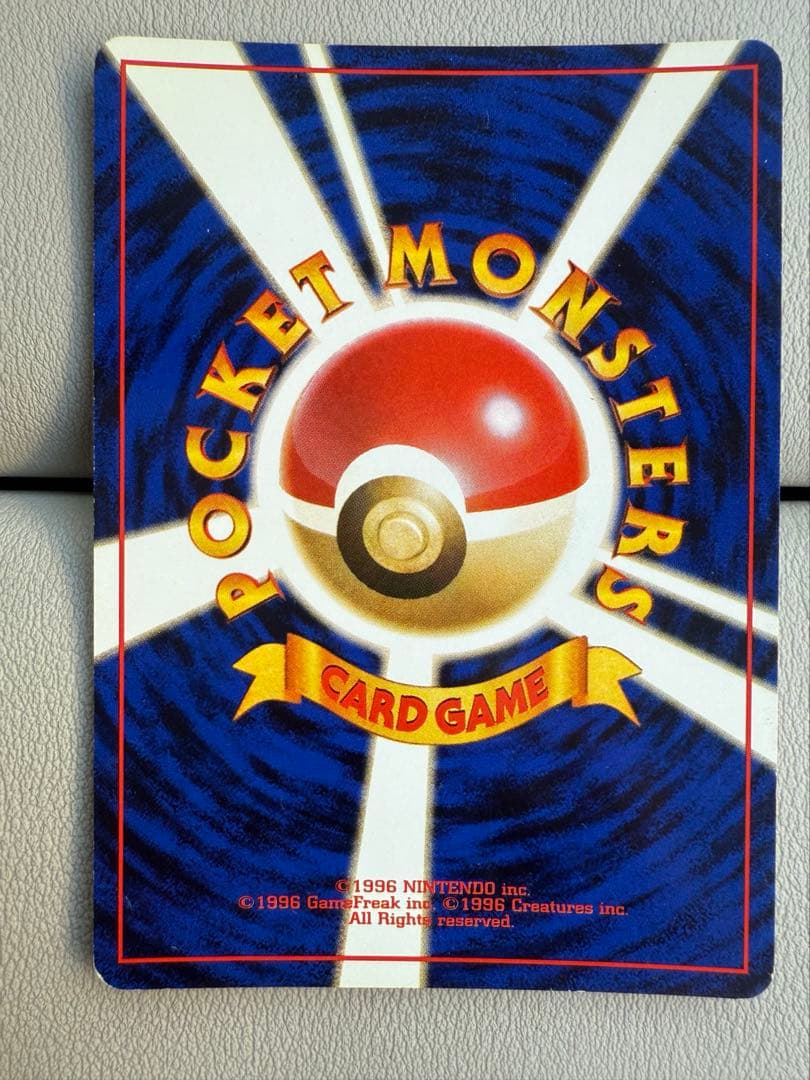 POCKET MONSTERS
CARD GAME
©1996 NINTENDO inc.
©1996 GameFreak inc. ©1996 Creatures inc.
All Rights reserved.